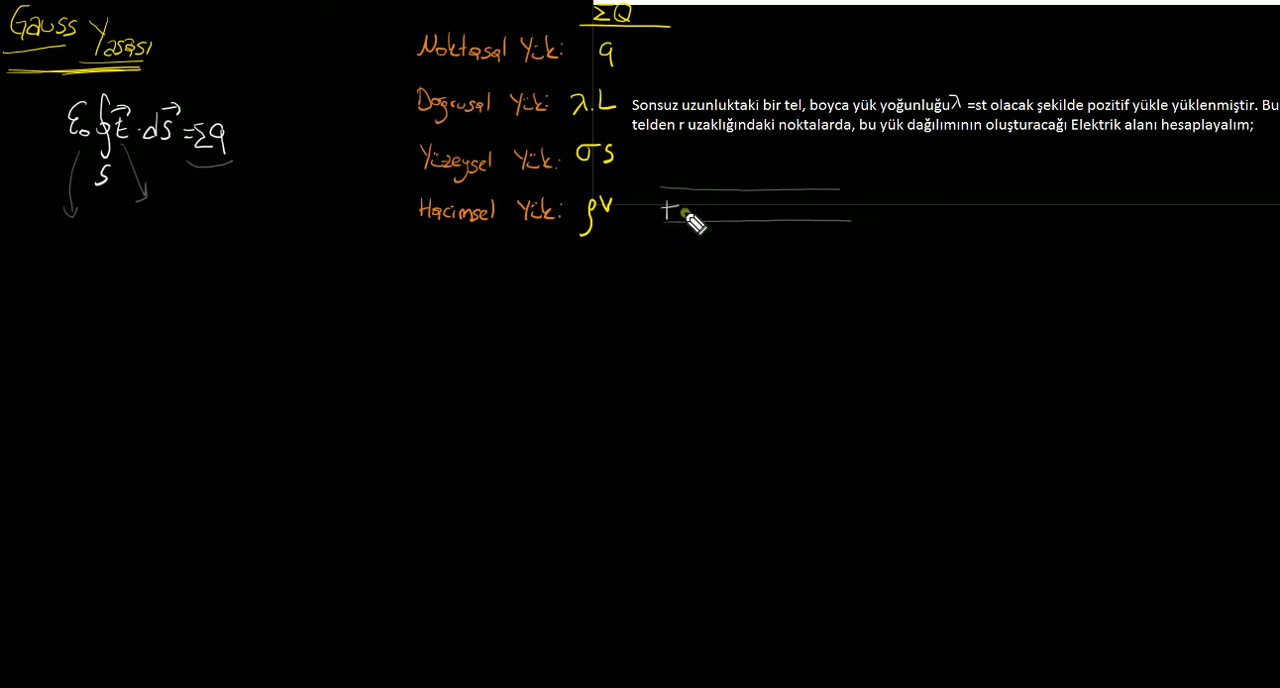 Gauss Yasası
ε₀ ∮ E⃗ · dS⃗ = Σq
S
ΣQ
Noktasal Yük: q
Doğrusal Yük: λ.L
Yüzeysel Yük: σS
Hacimsel Yük: ρV
Sonsuz uzunluktaki bir tel, boyca yük yoğunluğu λ =st olacak şekilde pozitif yükle yüklenmiştir. Bu
telden r uzaklığındaki noktalarda, bu yük dağılımının oluşturacağı Elektrik alanı hesaplayalım;
+